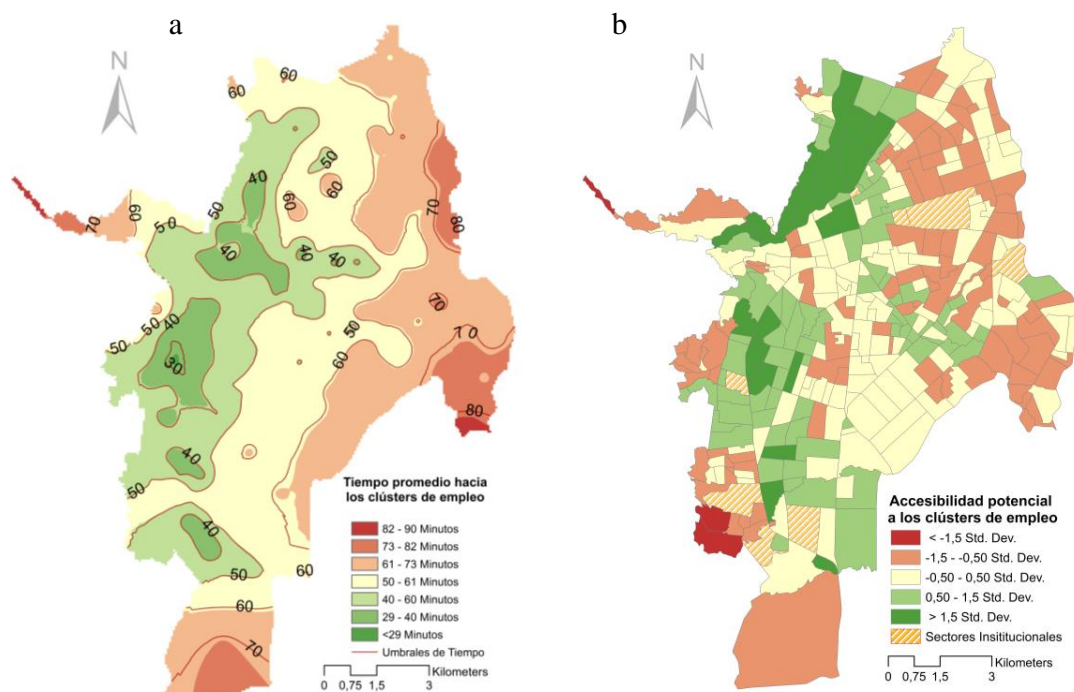 a
N
60
60
50
40
60
60
40
40
40
50
70
80
70
60
50
50
50
40
30
50
70
70
60
50
80
40
50
40
50
60
60
70
Tiempo promedio hacia
los clústers de empleo
82 - 90 Minutos
73 - 82 Minutos
61 - 73 Minutos
50 - 61 Minutos
40 - 60 Minutos
29 - 40 Minutos
<29 Minutos
Umbrales de Tiempo
Kilometers
0 0,75 1,5 3
b
N
Accesibilidad potencial
a los clústers de empleo
< -1,5 Std. Dev.
-1,5 - -0,50 Std. Dev.
-0,50 - 0,50 Std. Dev.
0,50 - 1,5 Std. Dev.
> 1,5 Std. Dev.
Sectores Insititucionales
Kilometers
0 0,75 1,5 3